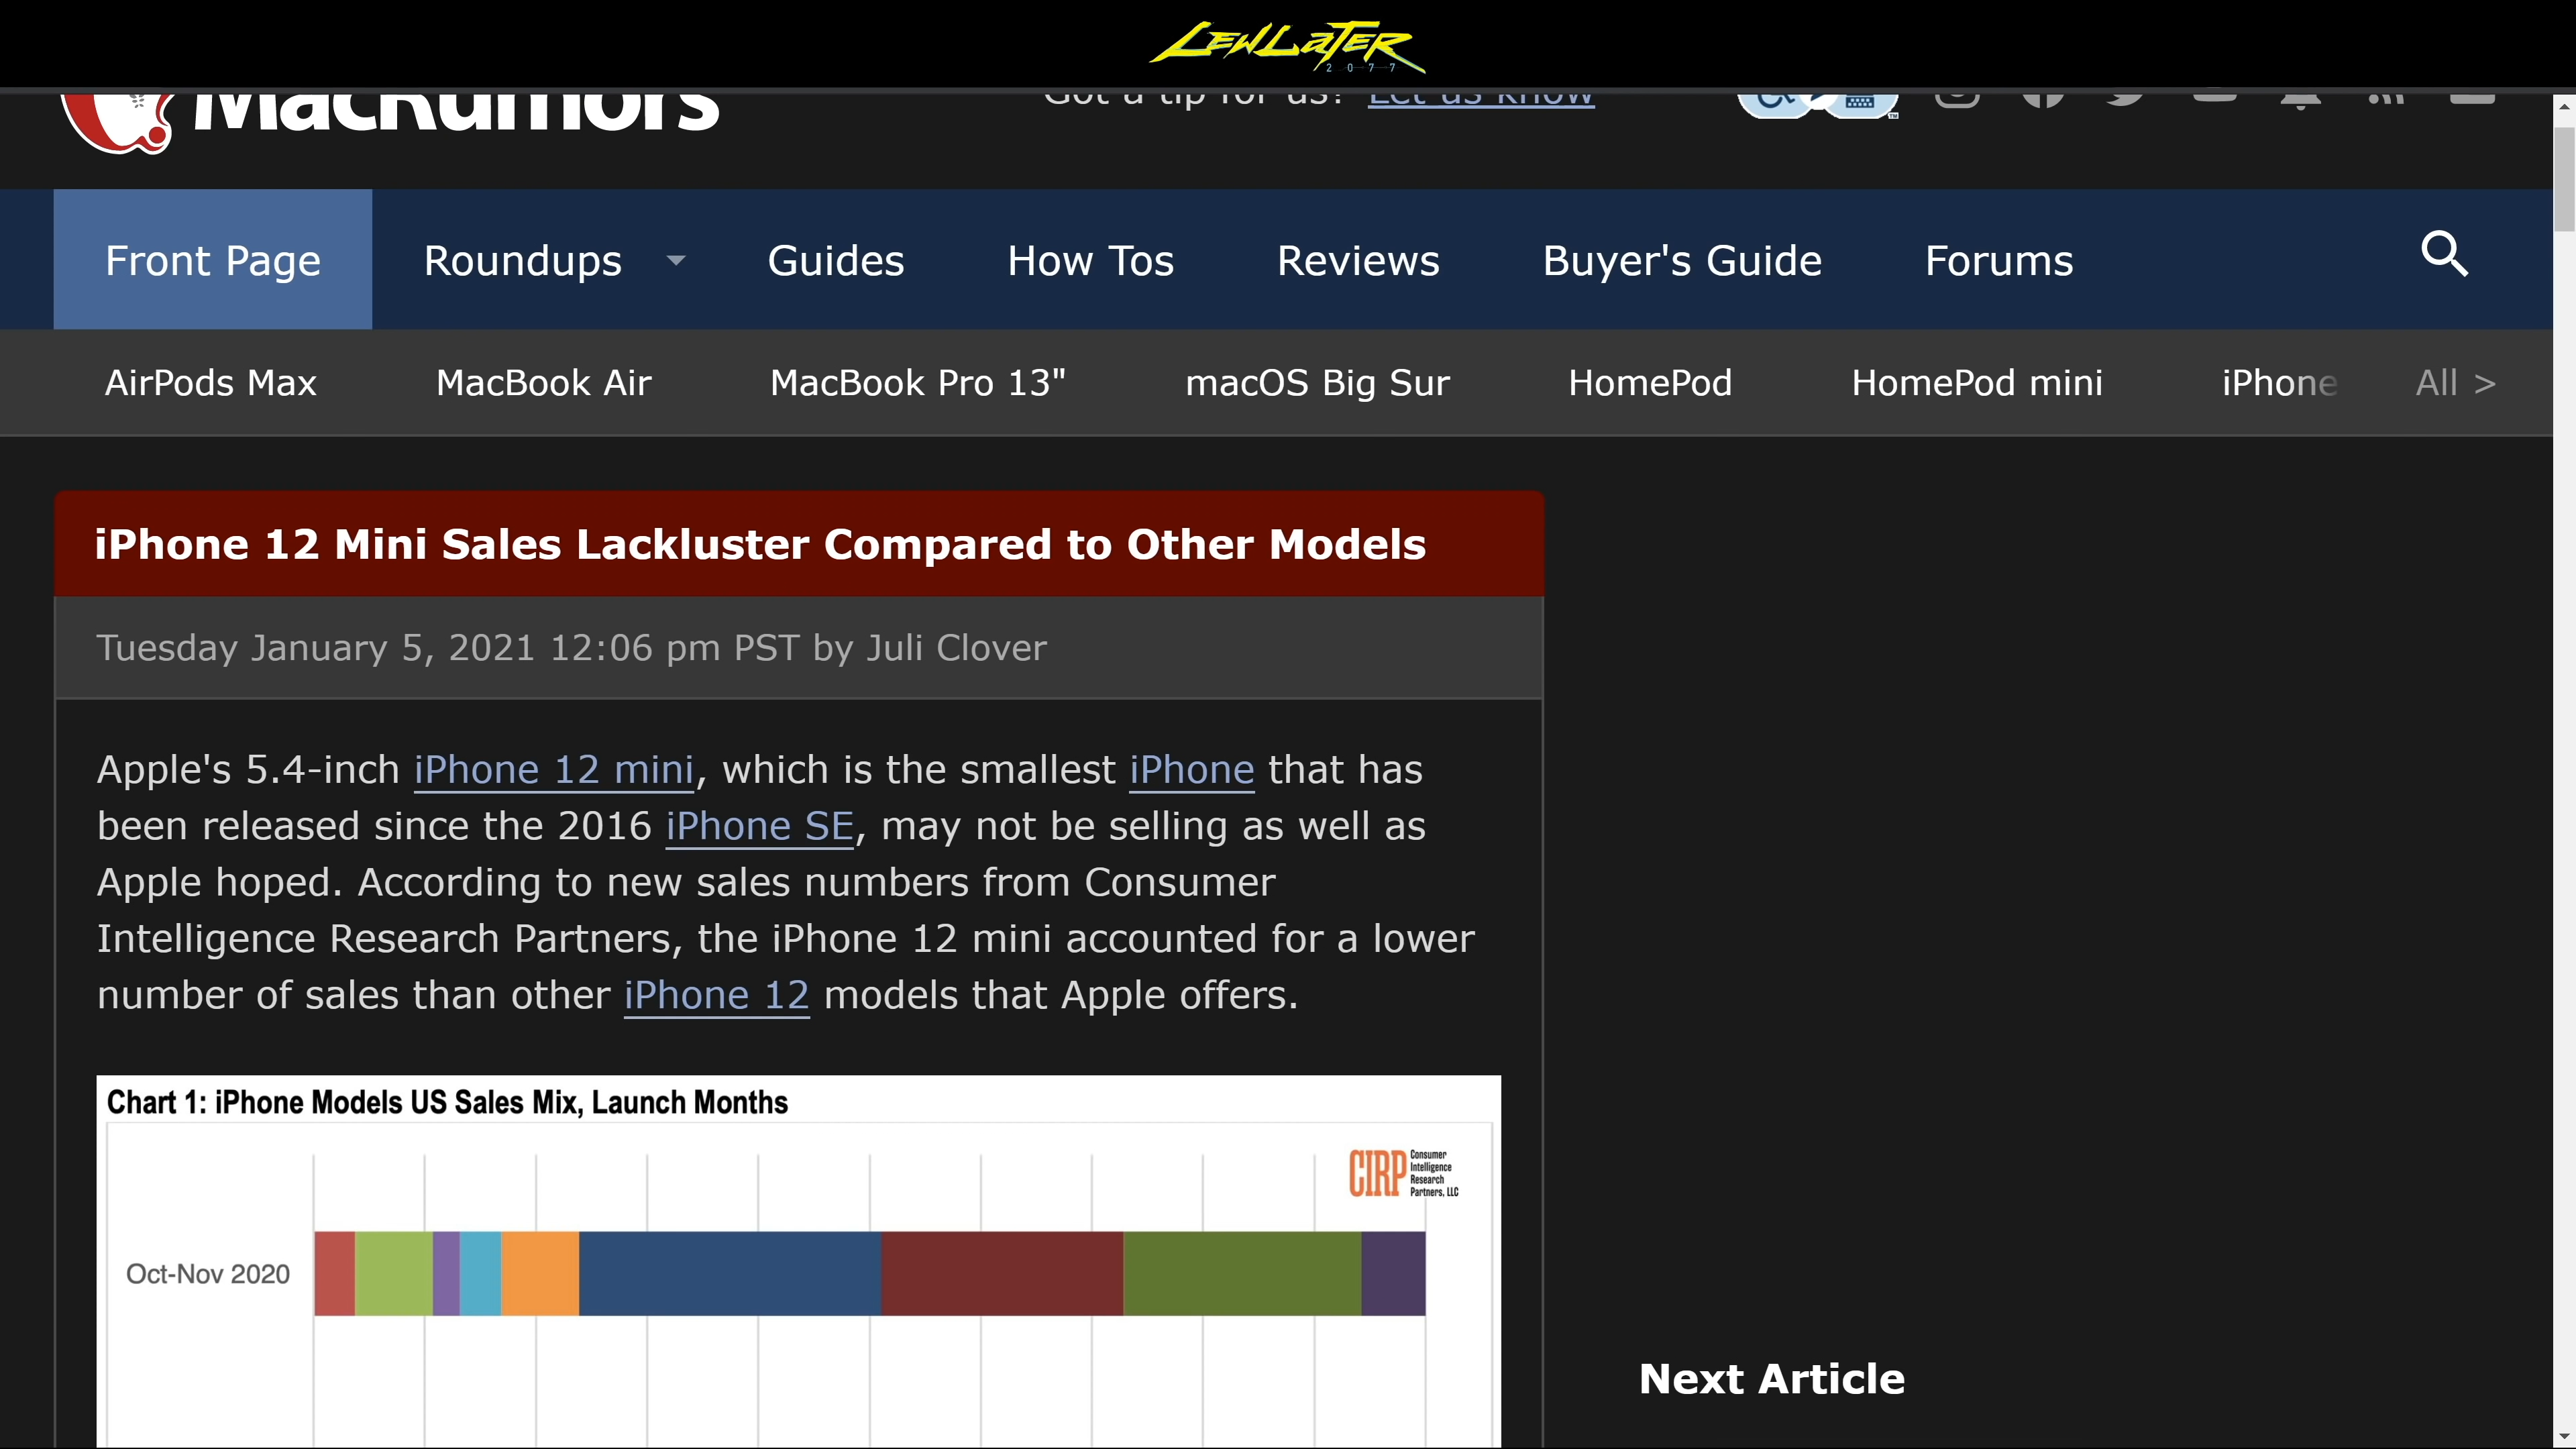 LEWLATER
2077
MacRumors
Got a tip for us? Let us know
Front Page Roundups Guides How Tos Reviews Buyer's Guide Forums
AirPods Max MacBook Air MacBook Pro 13" macOS Big Sur HomePod HomePod mini iPhone All >
iPhone 12 Mini Sales Lackluster Compared to Other Models
Tuesday January 5, 2021 12:06 pm PST by Juli Clover
Apple's 5.4-inch iPhone 12 mini, which is the smallest iPhone that has
been released since the 2016 iPhone SE, may not be selling as well as
Apple hoped. According to new sales numbers from Consumer
Intelligence Research Partners, the iPhone 12 mini accounted for a lower
number of sales than other iPhone 12 models that Apple offers.
Chart 1: iPhone Models US Sales Mix, Launch Months
CIRP Consumer
Intelligence
Research
Partners, LLC
Oct-Nov 2020
Next Article